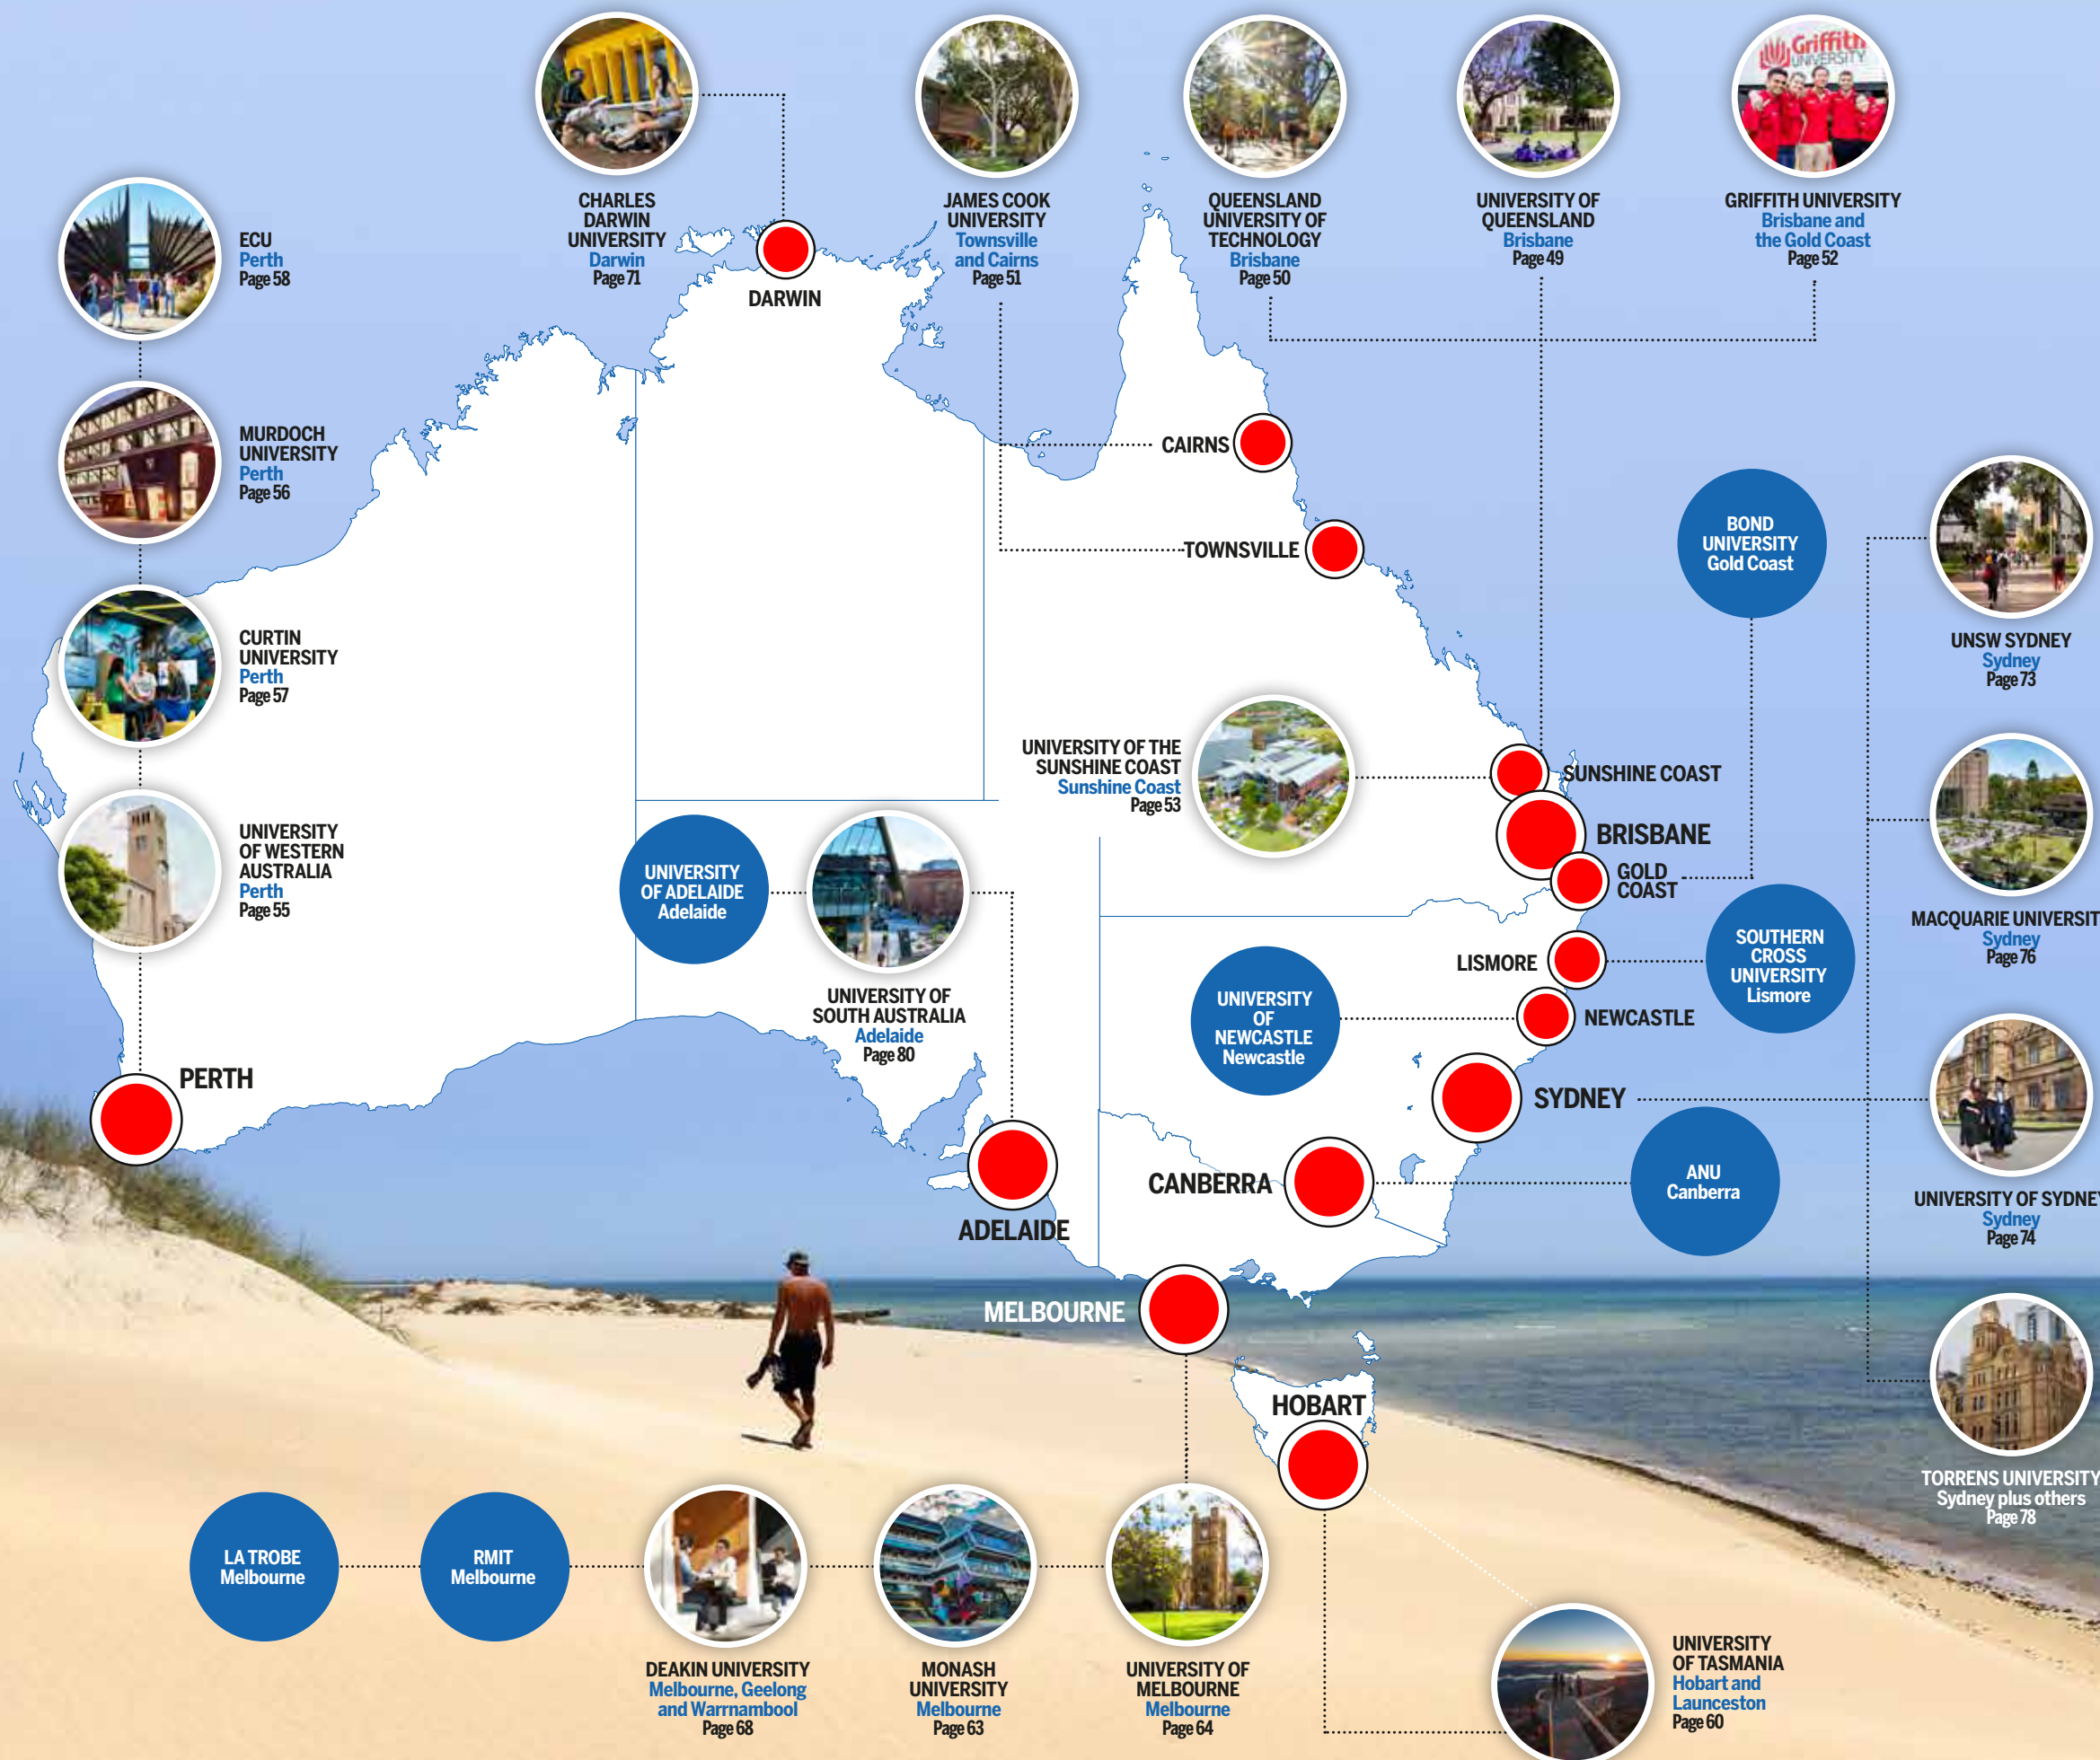 Griffith
UNIVERSITY
CHARLES
DARWIN
UNIVERSITY
Darwin
Page 71
JAMES COOK
UNIVERSITY
Townsville
and Cairns
Page 51
QUEENSLAND
UNIVERSITY OF
TECHNOLOGY
Brisbane
Page 50
UNIVERSITY OF
QUEENSLAND
Brisbane
Page 49
GRIFFITH UNIVERSITY
Brisbane and
the Gold Coast
Page 52
ECU
Perth
Page 58
DARWIN
MURDOCH
UNIVERSITY
Perth
Page 56
CAIRNS
TOWNSVILLE
BOND
UNIVERSITY
Gold Coast
UNSW SYDNEY
Sydney
Page 73
CURTIN
UNIVERSITY
Perth
Page 57
UNIVERSITY OF THE
SUNSHINE COAST
Sunshine Coast
Page 53
SUNSHINE COAST
BRISBANE
GOLD
COAST
UNIVERSITY
OF WESTERN
AUSTRALIA
Perth
Page 55
UNIVERSITY
OF ADELAIDE
Adelaide
MACQUARIE UNIVERSIT
Sydney
Page 76
LISMORE
SOUTHERN
CROSS
UNIVERSITY
Lismore
UNIVERSITY OF
SOUTH AUSTRALIA
Adelaide
Page 80
UNIVERSITY
OF
NEWCASTLE
Newcastle
NEWCASTLE
PERTH
SYDNEY
CANBERRA
ANU
Canberra
UNIVERSITY OF SYDNEY
Sydney
Page 74
ADELAIDE
MELBOURNE
HOBART
TORRENS UNIVERSITY
Sydney plus others
Page 78
LA TROBE
Melbourne
RMIT
Melbourne
DEAKIN UNIVERSITY
Melbourne, Geelong
and Warrnambool
Page 68
MONASH
UNIVERSITY
Melbourne
Page 63
UNIVERSITY OF
MELBOURNE
Melbourne
Page 64
UNIVERSITY
OF TASMANIA
Hobart and
Launceston
Page 60